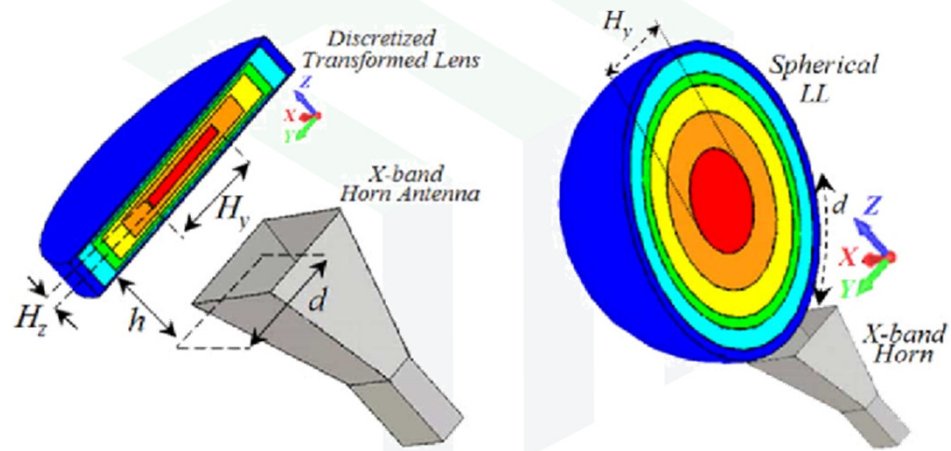 Discretized
Transformed Lens
Z
X
Y
X-band
Horn Antenna
H_y
H_z
h
d
H_y
Spherical
LL
d
Z
X
Y
X-band
Horn